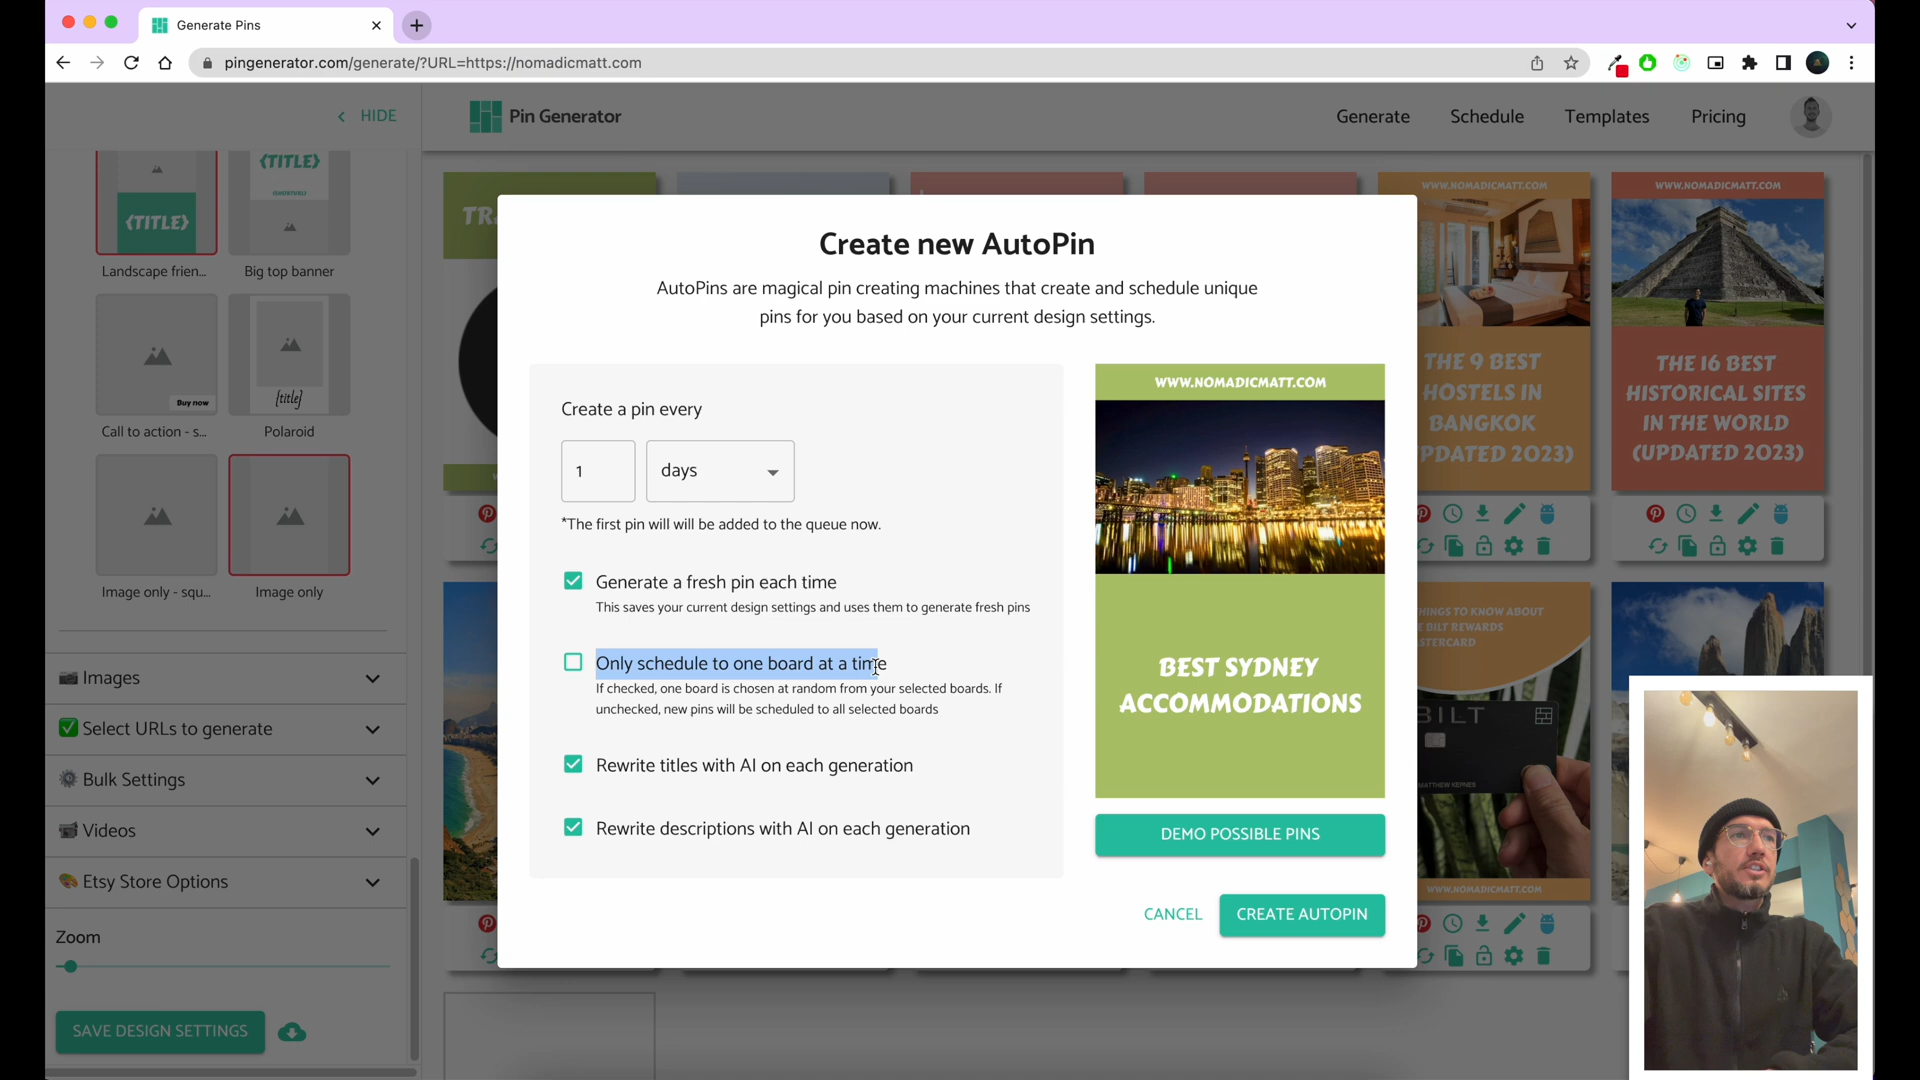 Generate Pins
pingenerator.com/generate/?URL=https://nomadicmatt.com
HIDE
Pin Generator
Generate
Schedule
Templates
Pricing
{TITLE}
{TITLE}
Landscape frien...
Big top banner
Buy now
{title}
Call to action - s...
Polaroid
Image only - squ...
Image only
Images
Select URLs to generate
Bulk Settings
Videos
Etsy Store Options
Zoom
SAVE DESIGN SETTINGS
Create new AutoPin
AutoPins are magical pin creating machines that create and schedule unique
pins for you based on your current design settings.
Create a pin every
1
days
*The first pin will will be added to the queue now.
Generate a fresh pin each time
This saves your current design settings and uses them to generate fresh pins
Only schedule to one board at a time
If checked, one board is chosen at random from your selected boards. If
unchecked, new pins will be scheduled to all selected boards
Rewrite titles with AI on each generation
Rewrite descriptions with AI on each generation
WWW.NOMADICMATT.COM
BEST SYDNEY
ACCOMMODATIONS
DEMO POSSIBLE PINS
CANCEL
CREATE AUTOPIN
WWW.NOMADICMATT.COM
THE 9 BEST
HOSTELS IN
BANGKOK
2023)
WWW.NOMADICMATT.COM
THE 16 BEST
HISTORICAL SITES
IN THE WORLD
(UPDATED 2023)
THINGS TO KNOW ABOUT
BILT REWARDS
BILT
MATTHEW KEPNES
WWW.NOMADICMATT.COM